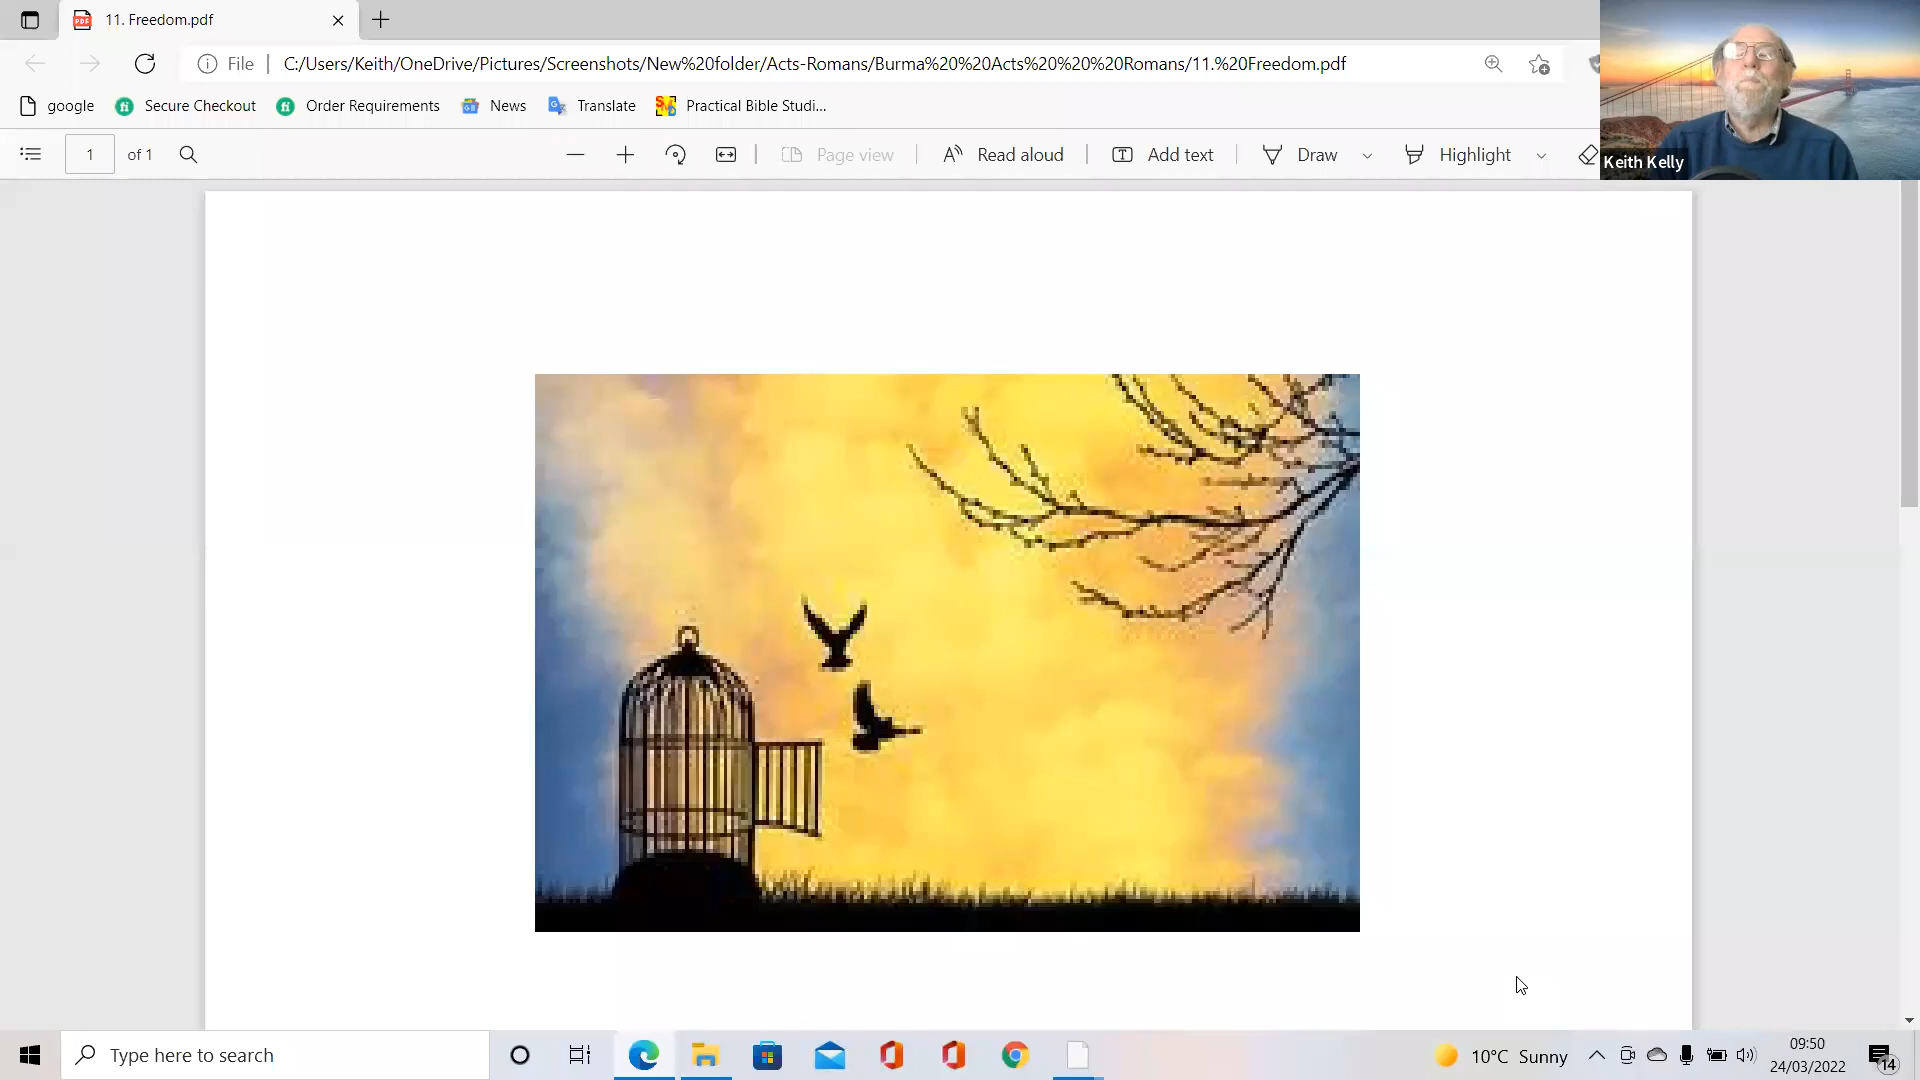 11. Freedom.pdf
File
C:/Users/Keith/OneDrive/Pictures/Screenshots/New%20folder/Acts-Romans/Burma%20%20Acts%20%20%20Romans/11.%20Freedom.pdf
google
Secure Checkout
Order Requirements
News
Translate
Practical Bible Studi...
1
of 1
Page view
Read aloud
Add text
Draw
Highlight
Keith Kelly
Type here to search
10°C Sunny
09:50
24/03/2022
14